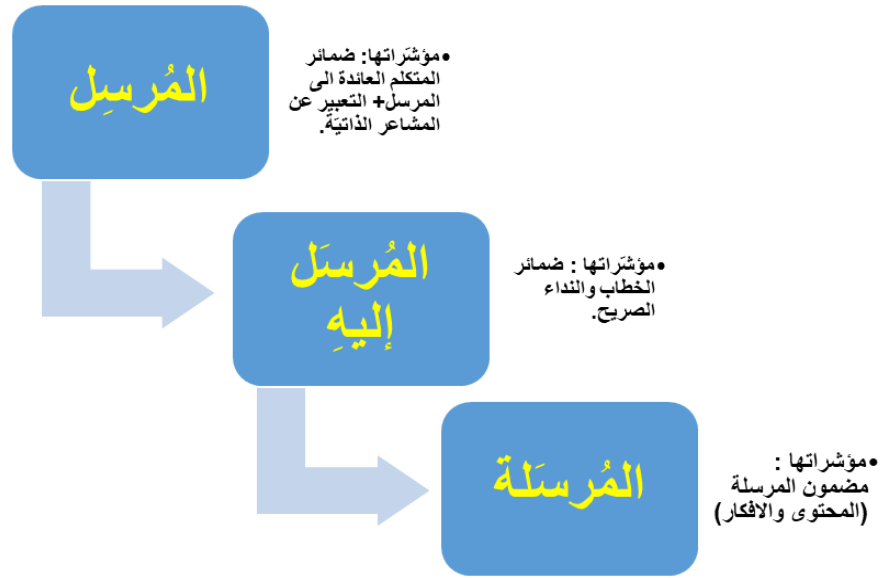 المُرسِل
•مؤشَراتها: ضمائر
المتكلم العائدة الى
المرسل+ التعبير عن
المشاعر الذاتيَة.
المُرسَل
إليهِ
•مؤشَراتها : ضمائر
الخطاب والنداء
الصريح.
المُرسَلة
•مؤشراتها :
مضمون المرسلة
(المحتوى والافكار)